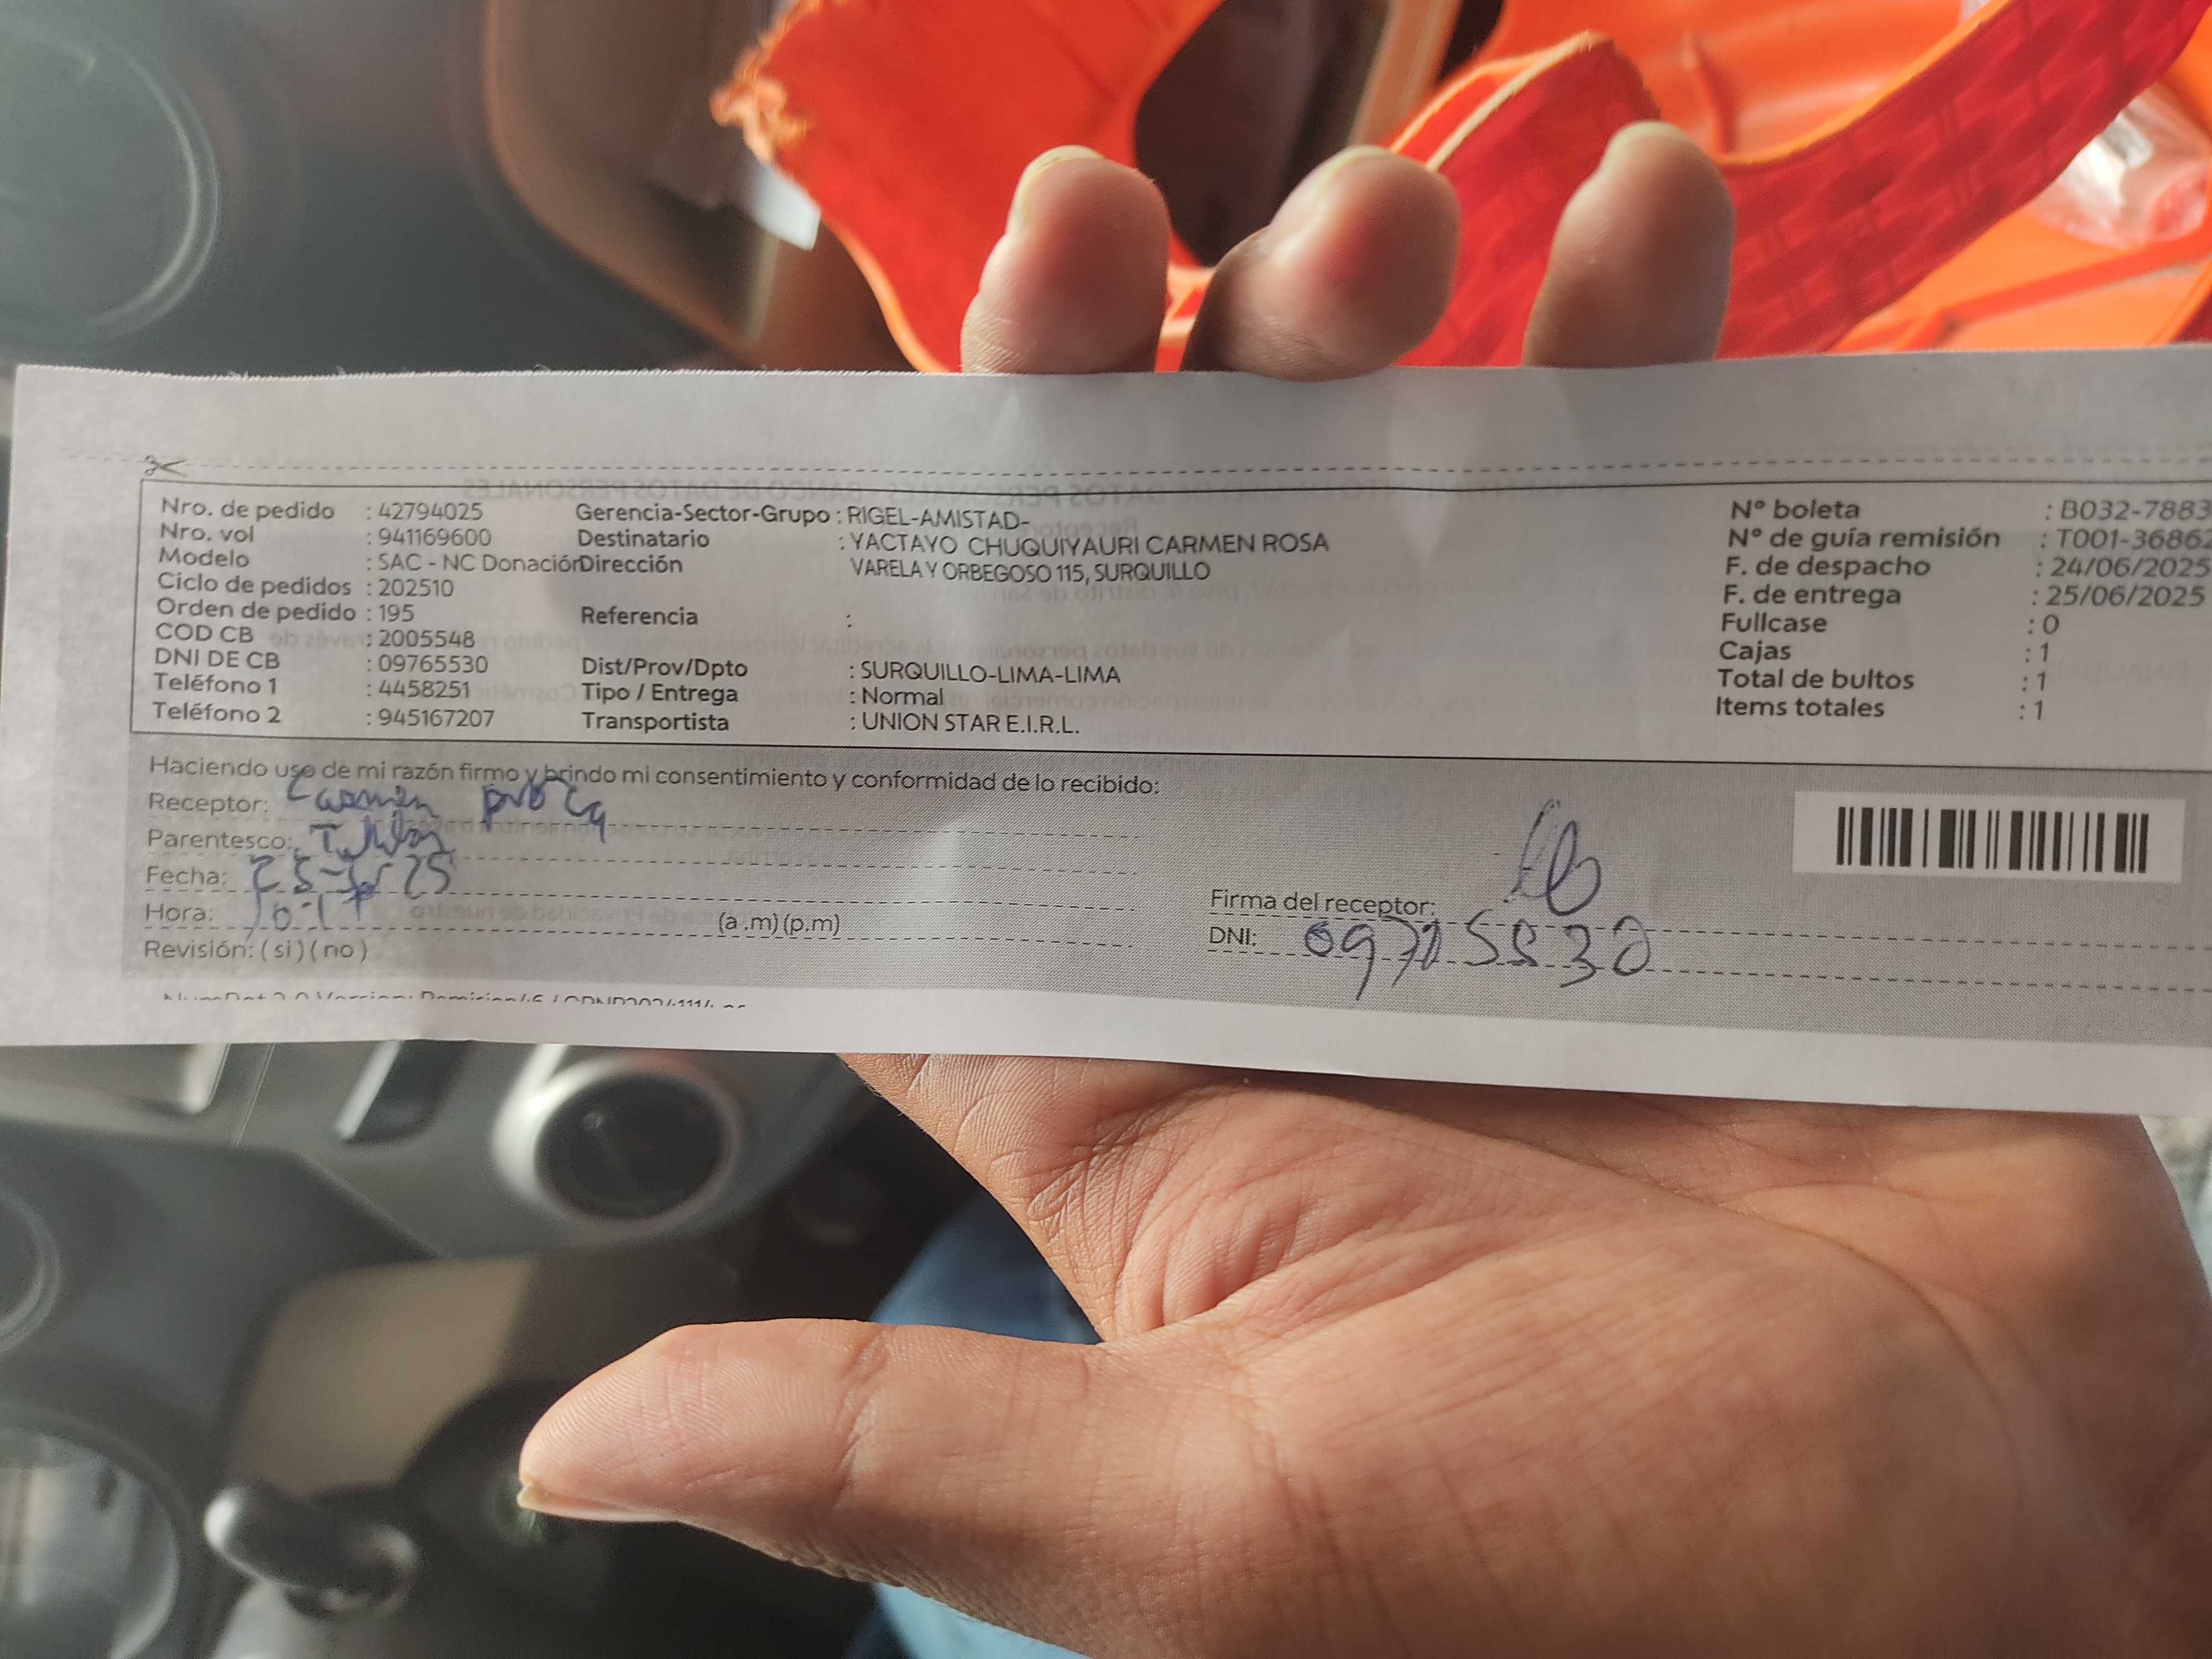 Nro. de pedido : 42794025 Gerencia-Sector-Grupo : RIGEL-AMISTAD- Nº boleta : B032-7883
Nro. vol : 941169600 Destinatario : YACTAYO CHUQUIYAURI CARMEN ROSA Nº de guía remisión : T001-36862
Modelo : SAC - NC Donación Dirección VARELA Y ORBEGOSO 115, SURQUILLO F. de despacho : 24/06/2025
Ciclo de pedidos : 202510 F. de entrega : 25/06/2025
Orden de pedido : 195 Referencia : Fullcase : 0
COD CB : 2005548 Cajas : 1
DNI DE CB : 09765530 Dist/Prov/Dpto : SURQUILLO-LIMA-LIMA Total de bultos : 1
Teléfono 1 : 4458251 Tipo / Entrega : Normal Items totales : 1
Teléfono 2 : 945167207 Transportista : UNION STAR E.I.R.L.
Haciendo uso de mi razón firmo y brindo mi consentimiento y conformidad de lo recibido:
Receptor: Carmen
Parentesco:
Fecha:
Hora: (a.m) (p.m)
Revisión: ( si ) ( no )
Firma del receptor:
DNI: